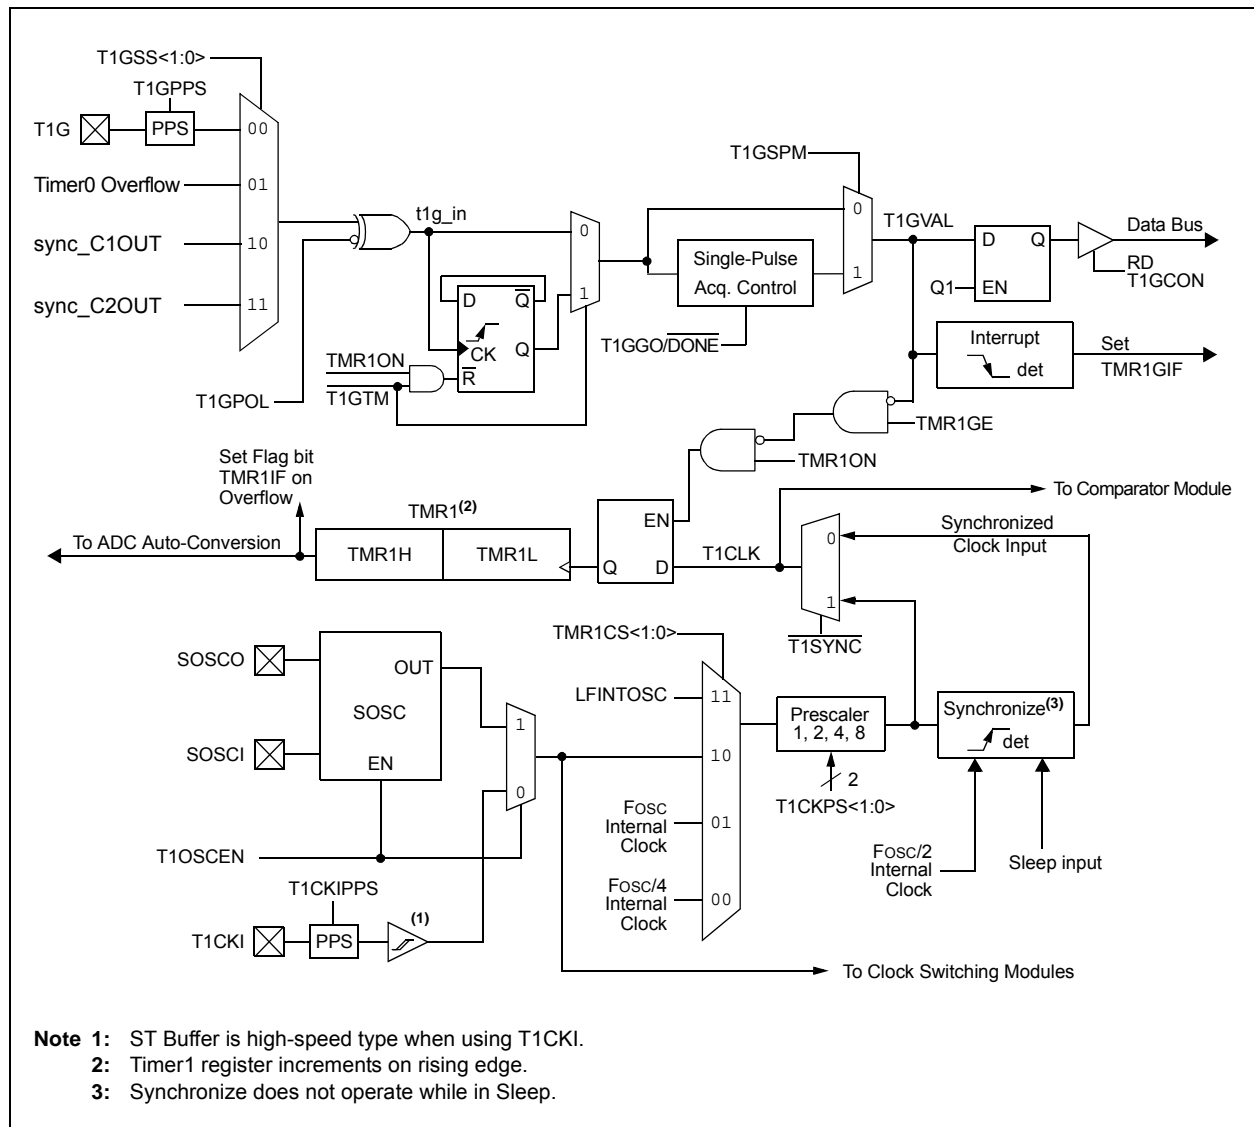 T1GSS<1:0>
T1GPPS
T1G
PPS
00
Timer0 Overflow
01
sync_C1OUT
10
sync_C2OUT
11
T1GPOL
t1g_in
0
1
D
Q
CK
Q
R
TMR1ON
T1GTM
T1GSPM
0
1
Single-Pulse
Acq. Control
T1GGO/DONE
T1GVAL
D
Q
Q1
EN
Data Bus
RD
T1GCON
Interrupt
det
Set
TMR1GIF
TMR1GE
TMR1ON
Set Flag bit
TMR1IF on
Overflow
To ADC Auto-Conversion
TMR1(2)
TMR1H
TMR1L
EN
Q
D
T1CLK
To Comparator Module
0
1
T1SYNC
Synchronized
Clock Input
SOSCO
SOSCI
OUT
SOSC
EN
1
0
T1OSCEN
T1CKIPPS
T1CKI
PPS
(1)
TMR1CS<1:0>
LFINTOSC
11
10
FOSC
Internal
Clock
01
FOSC/4
Internal
Clock
00
Prescaler
1, 2, 4, 8
2
T1CKPS<1:0>
Synchronize(3)
det
FOSC/2
Internal
Clock
Sleep input
To Clock Switching Modules
Note 1: ST Buffer is high-speed type when using T1CKI.
2: Timer1 register increments on rising edge.
3: Synchronize does not operate while in Sleep.